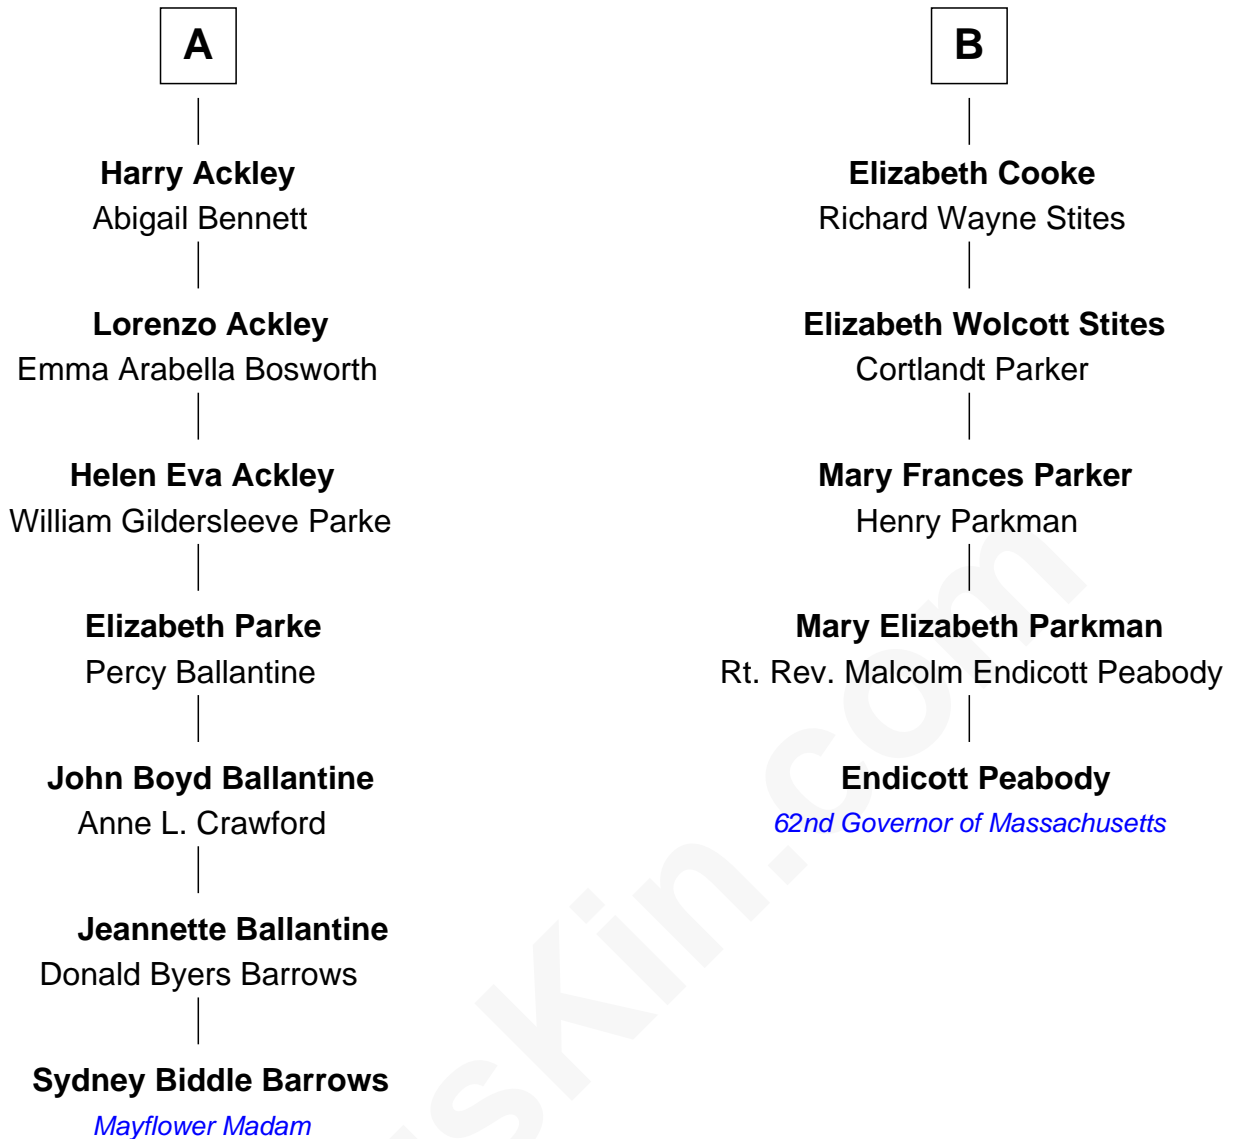 A
Harry Ackley
Abigail Bennett
Lorenzo Ackley
Emma Arabella Bosworth
Helen Eva Ackley
William Gildersleeve Parke
Elizabeth Parke
Percy Ballantine
John Boyd Ballantine
Anne L. Crawford
Jeannette Ballantine
Donald Byers Barrows
Sydney Biddle Barrows
Mayflower Madam
B
Elizabeth Cooke
Richard Wayne Stites
Elizabeth Wolcott Stites
Cortlandt Parker
Mary Frances Parker
Henry Parkman
Mary Elizabeth Parkman
Rt. Rev. Malcolm Endicott Peabody
Endicott Peabody
62nd Governor of Massachusetts